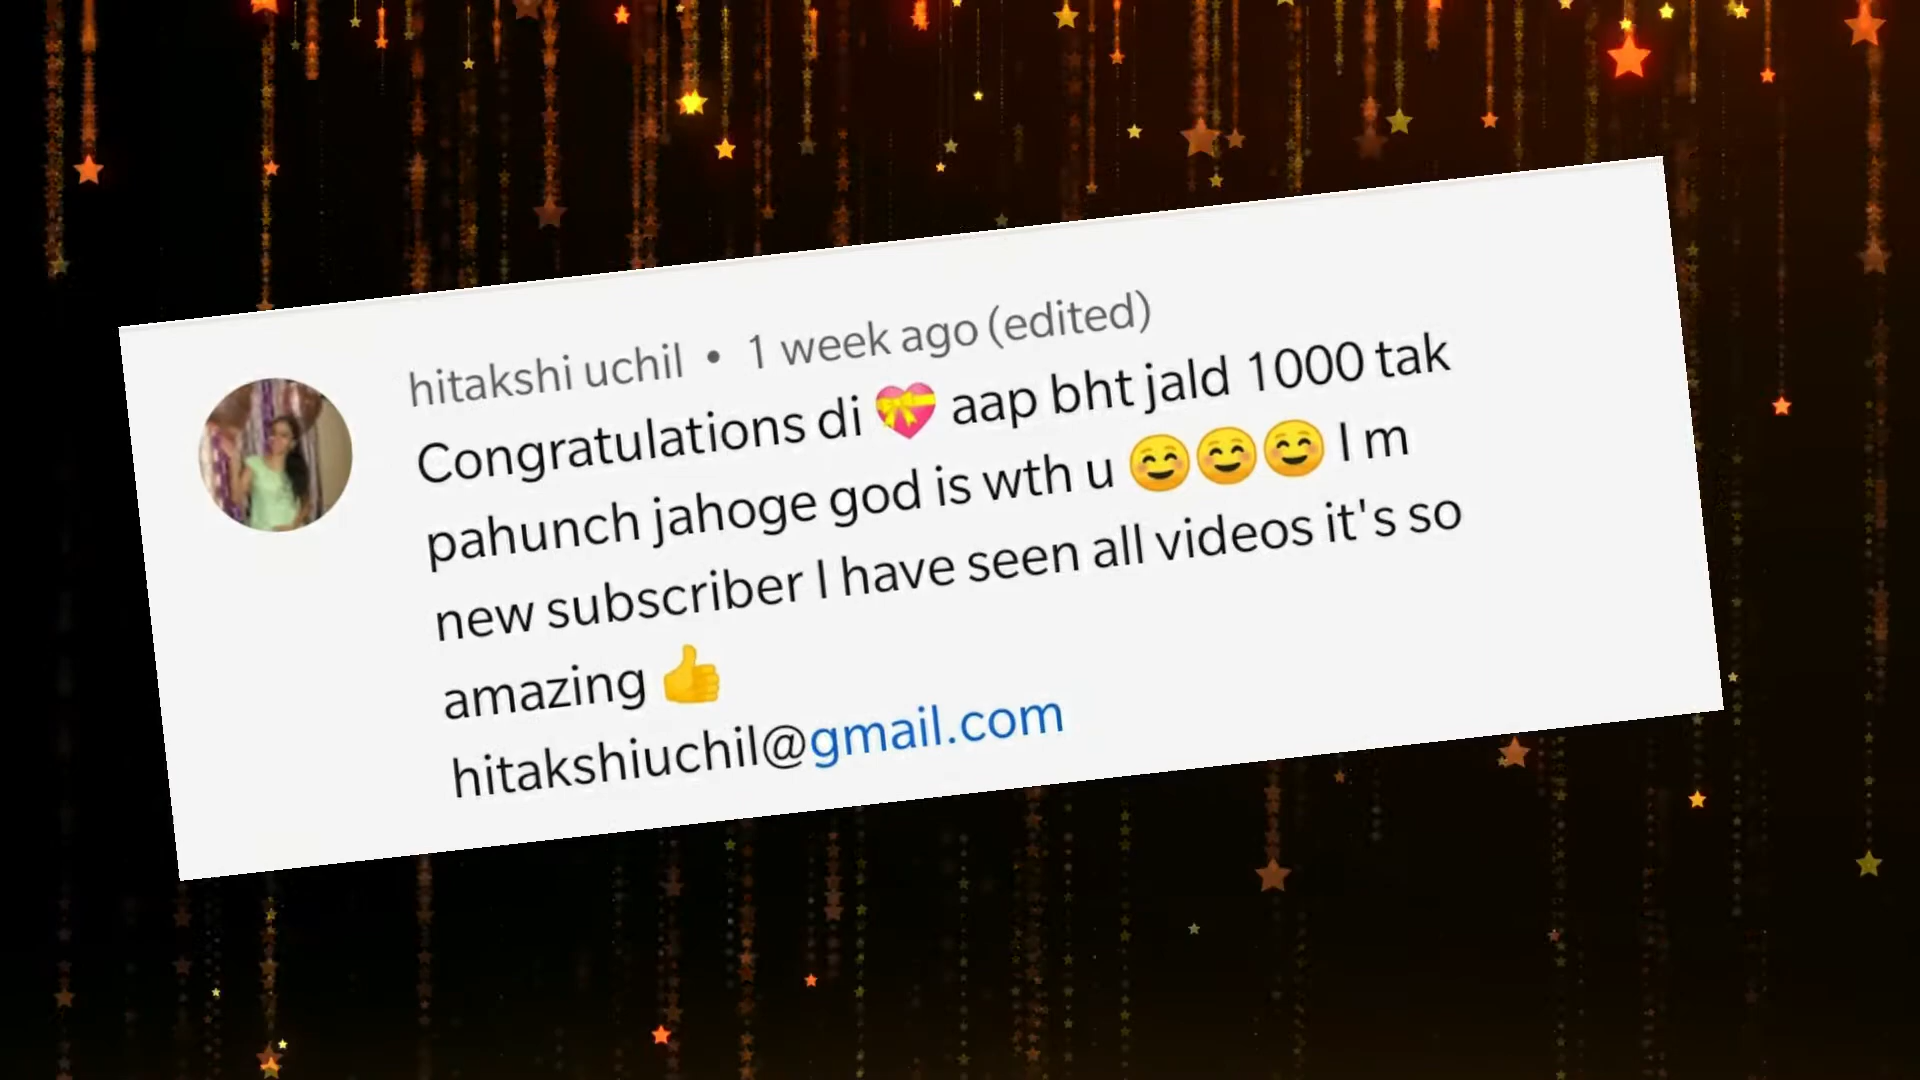 hitakshi uchil • 1 week ago (edited)
Congratulations di 💝 aap bht jald 1000 tak
pahunch jahoge god is wth u ☺️☺️☺️ I m
new subscriber I have seen all videos it's so
amazing 👍
hitakshiuchil@gmail.com